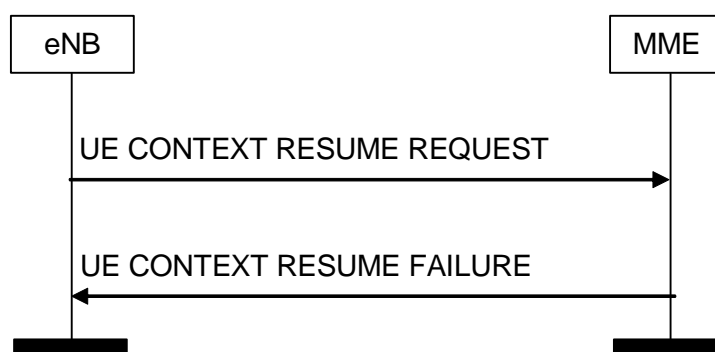 eNB
MME
UE CONTEXT RESUME REQUEST
UE CONTEXT RESUME FAILURE